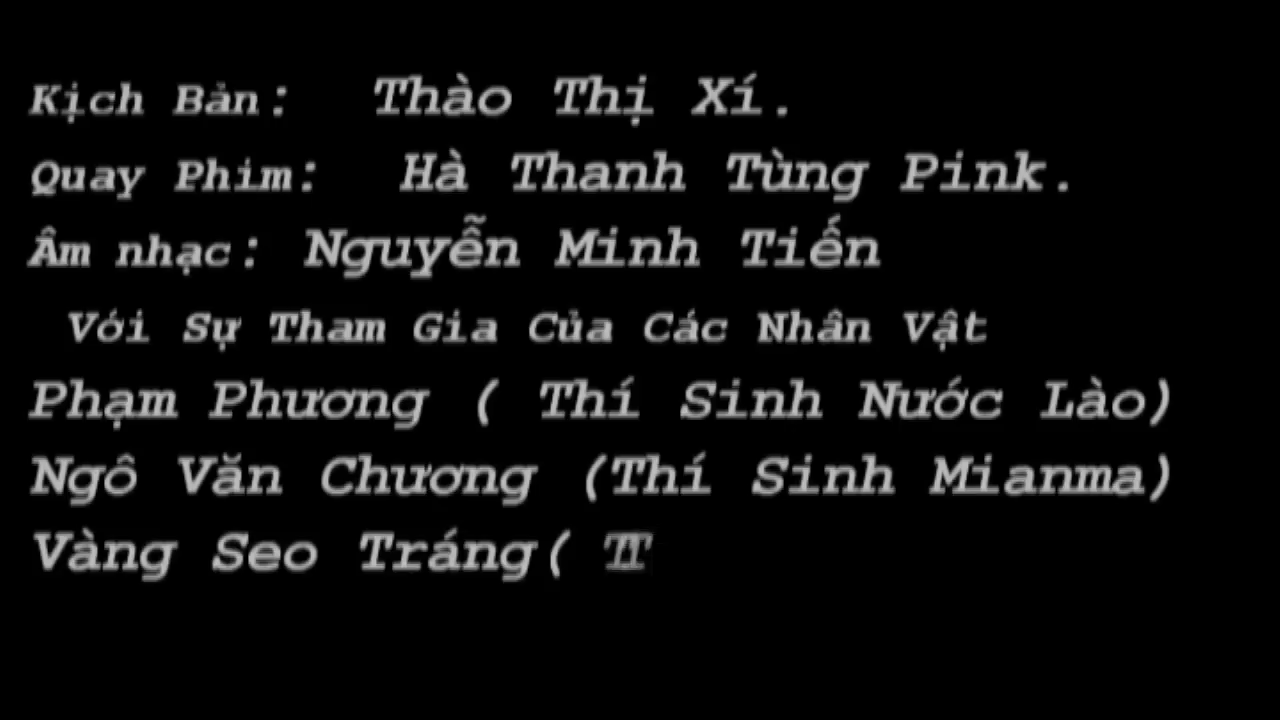 Kịch Bản: Thào Thị Xí.
Quay Phim: Hà Thanh Tùng Pink.
Âm nhạc: Nguyễn Minh Tiến
Với Sự Tham Gia Của Các Nhân Vật
Phạm Phương ( Thí Sinh Nước Lào)
Ngô Văn Chương (Thí Sinh Mianma)
Vàng Seo Tráng(